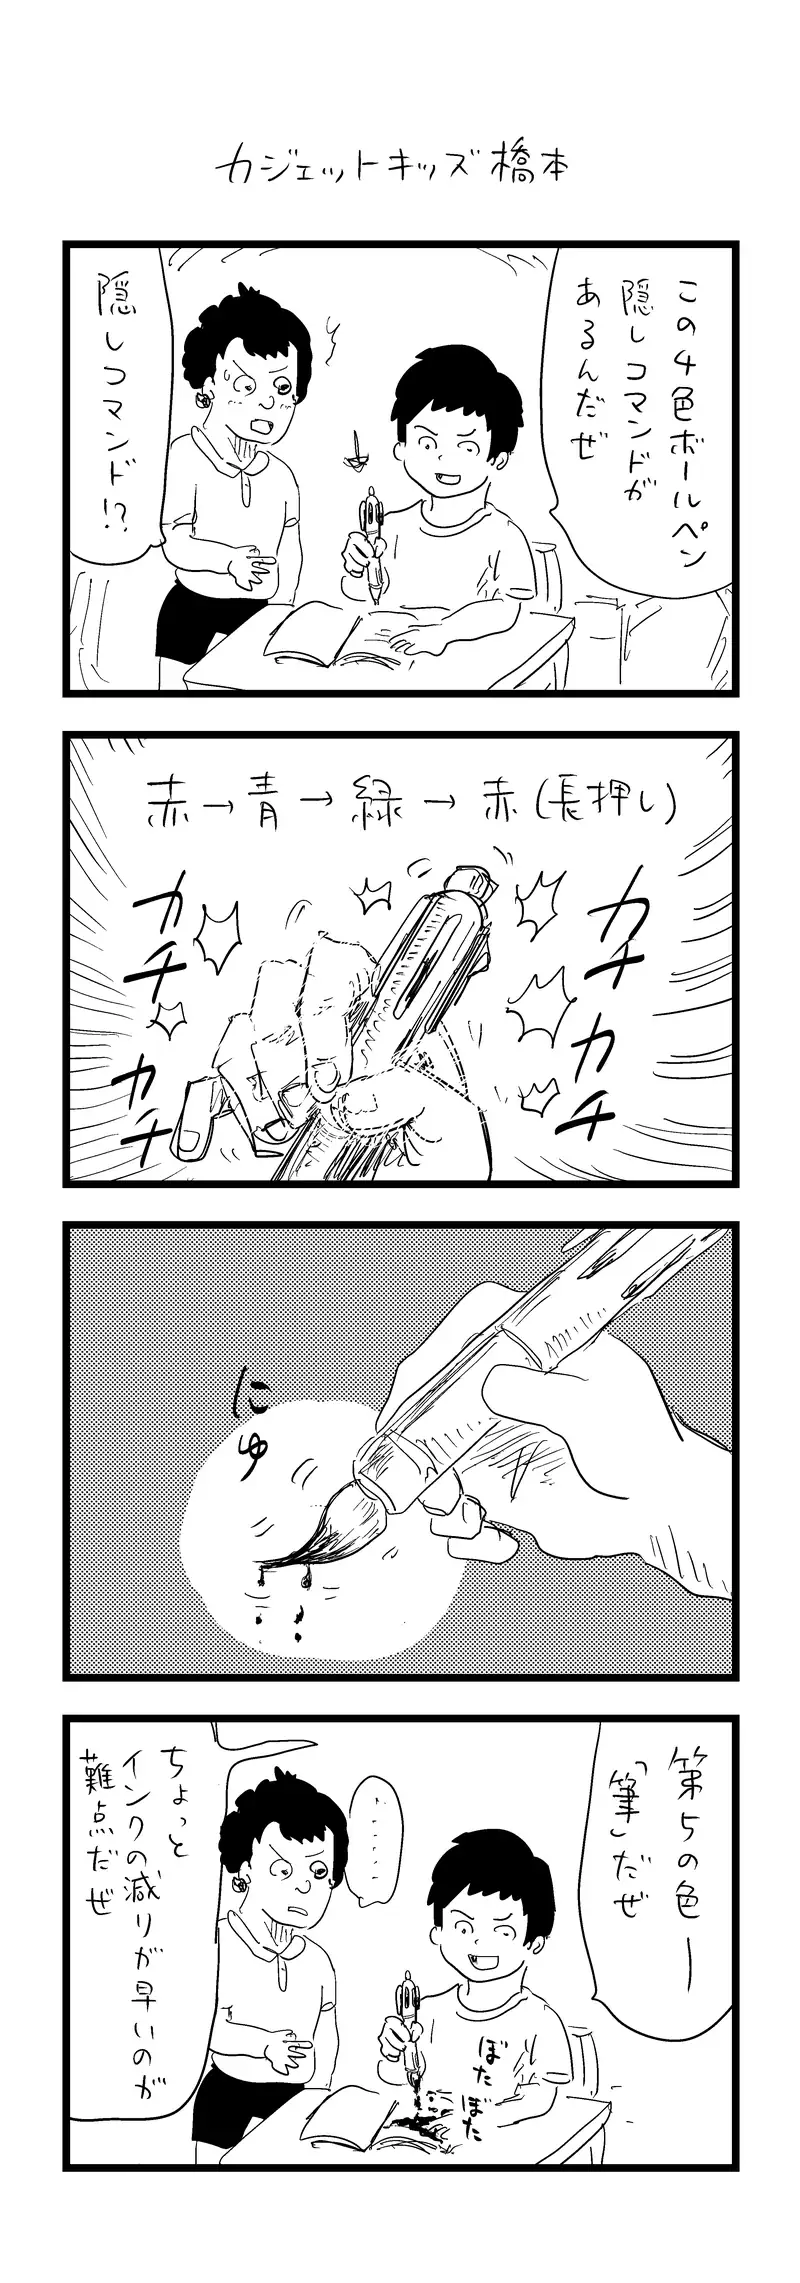 カジェットキッズ橋本
この4色ボールペン
隠しコマンドが
あるんだぜ
隠しコマンド!?
赤→青→緑→赤(長押し)
カチ
カチ
カチ
カチ
にゅ
第5の色ー
「筆」だぜ
‥‥‥‥
ぼた
ぼた
ちょっと
インクの減りが早いのが
難点だぜ